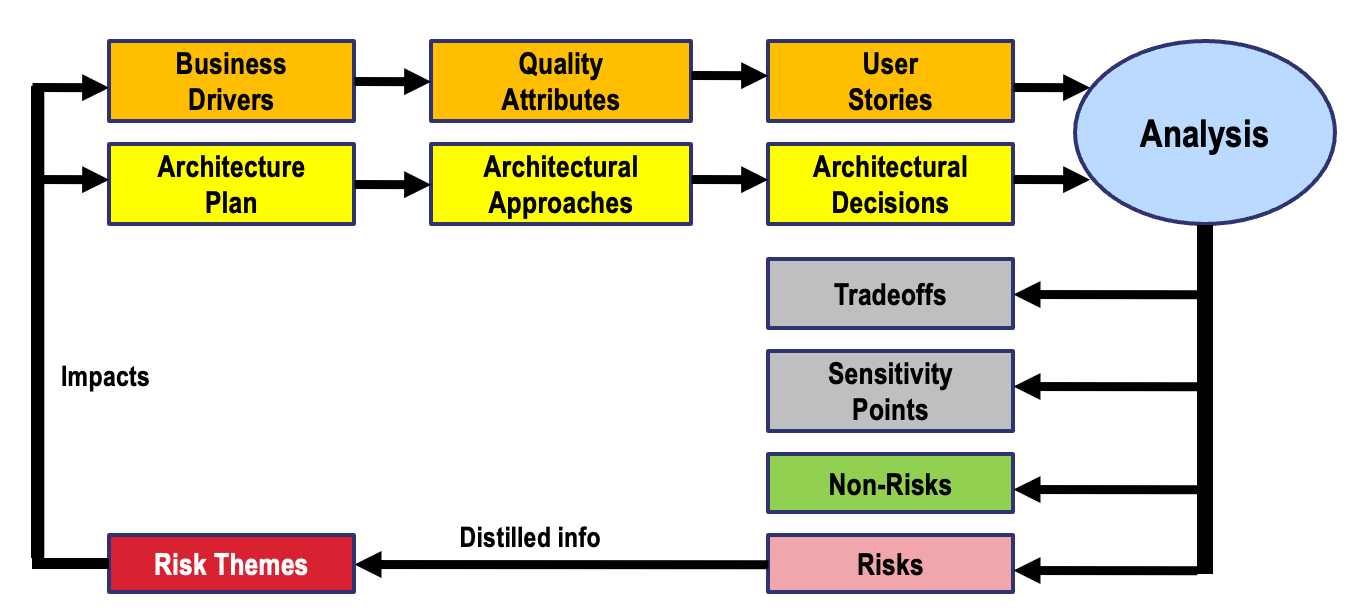 Business
Drivers
Quality
Attributes
User
Stories
Analysis
Architecture
Plan
Architectural
Approaches
Architectural
Decisions
Tradeoffs
Sensitivity
Points
Impacts
Non-Risks
Distilled info
Risk Themes
Risks